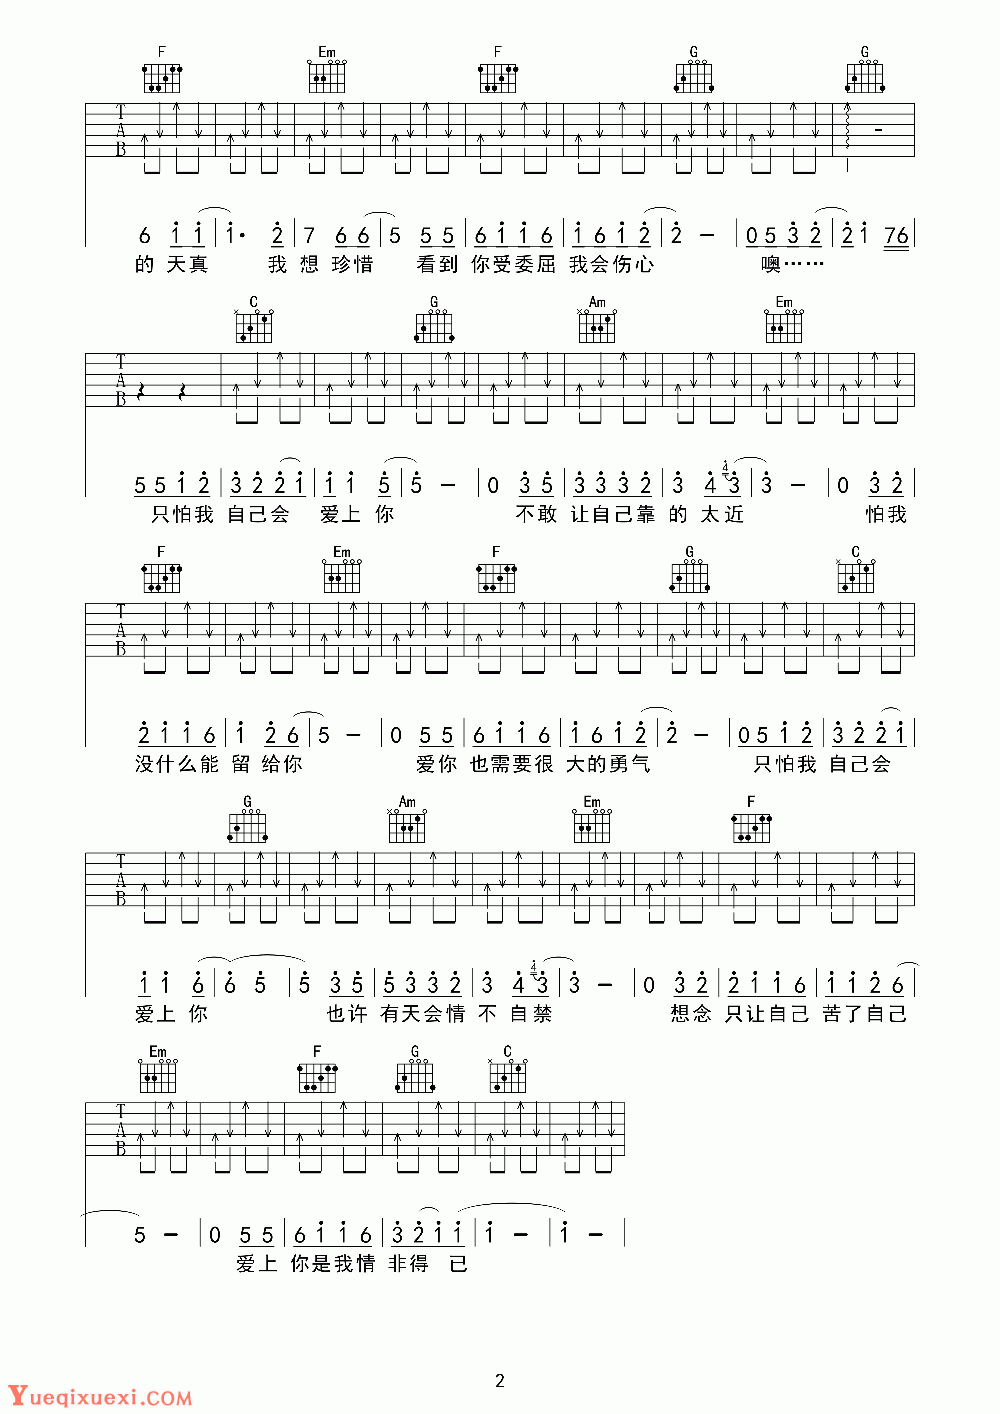 F Em F G G
T
A
B
6 1 1 1· 2 7 6 6 5 5 5 6 1 1 6 1 6 1 2 2 - 0 5 3 2 2 1 7 6
的天真 我想珍惜 看到你受委屈我会伤心 噢……
C G Am Em
T
A
B
5 5 1 2 3 2 2 1 1 1 5 5 - 0 3 5 3 3 3 2 3 4 4 3 3 - 0 3 2
只怕我自己会 爱上你 不敢让自己靠的太近 怕我
F Em F G C
T
A
B
2 1 1 6 1 2 6 5 - 0 5 5 6 1 1 6 1 6 1 2 2 - 0 5 1 2 3 2 2 1
没什么能留给你 爱你也需要很大的勇气 只怕我自己会
G Am Em F
T
A
B
1 1 6 6 5 5 3 5 5 3 3 2 3 4 4 3 3 - 0 3 2 2 1 1 6 1 1 2 6
爱上你 也许有天会情不自禁 想念只让自己苦了自己
Em F G C
T
A
B
5 - 0 5 5 6 1 1 6 3 2 1 1 1 - 1 -
爱上你是我情非得已
2
Yueqixuexi.COM